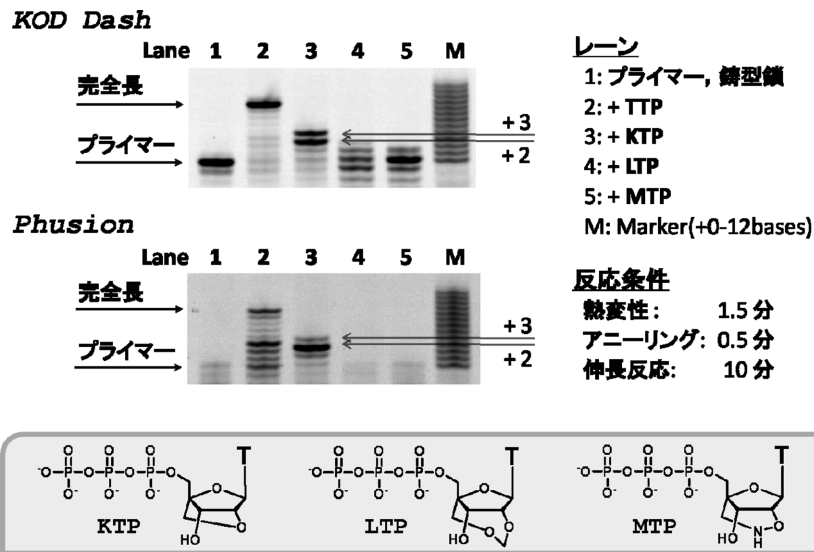 KOD Dash
Lane 1 2 3 4 5 M
完全長
プライマー
+3
+2
Phusion
Lane 1 2 3 4 5 M
完全長
プライマー
+3
+2
レーン
1: プライマー, 鋳型鎖
2: + TTP
3: + KTP
4: + LTP
5: + MTP
M: Marker(+0-12bases)
反応条件
熱変性: 1.5 分
アニーリング: 0.5 分
伸長反応: 10 分
⁻O-P-O-P-O-P-O T
O O O
O⁻ O⁻ O⁻
O
HO O
KTP
⁻O-P-O-P-O-P-O T
O O O
O⁻ O⁻ O⁻
O
HO O O
LTP
⁻O-P-O-P-O-P-O T
O O O
O⁻ O⁻ O⁻
O
HO N O
H
MTP